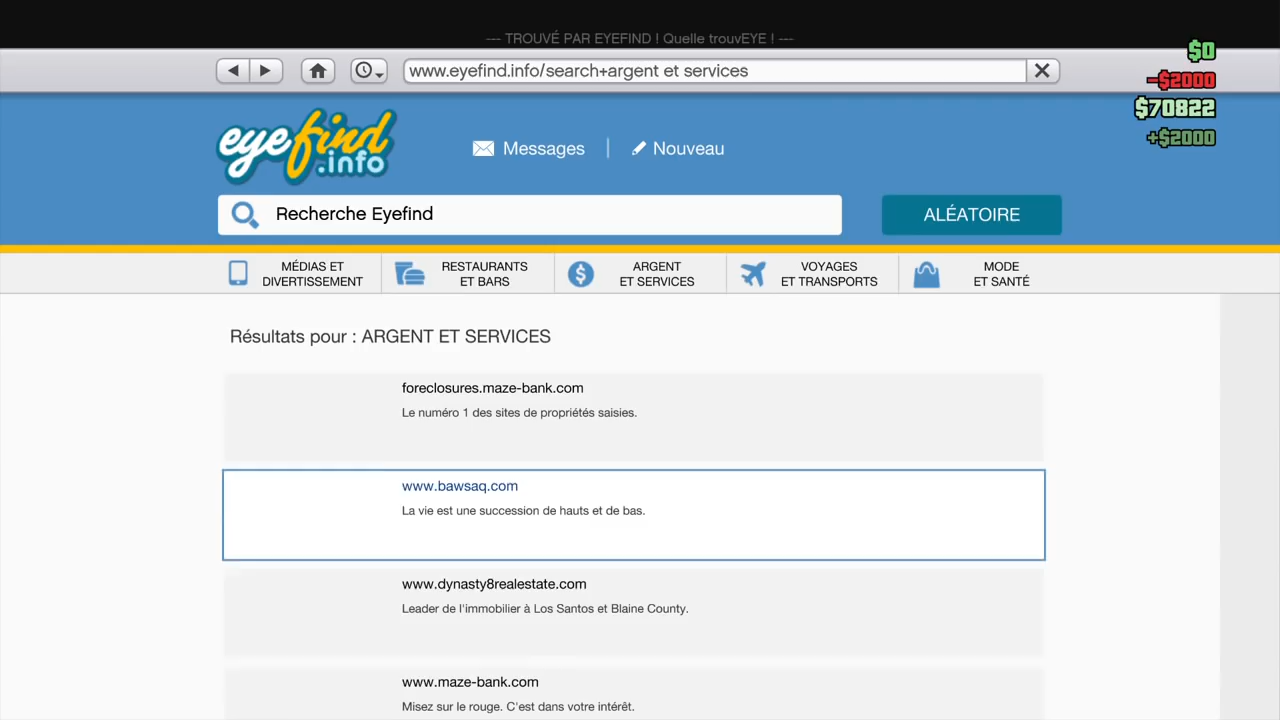 --- TROUVÉ PAR EYEFIND ! Quelle trouvEYE ! ---
$0
www.eyefind.info/search+argent et services
-$2000
$70822
+$2000
eyefind
.info
Messages
Nouveau
Recherche Eyefind
ALÉATOIRE
MÉDIAS ET
DIVERTISSEMENT
RESTAURANTS
ET BARS
ARGENT
ET SERVICES
VOYAGES
ET TRANSPORTS
MODE
ET SANTÉ
Résultats pour : ARGENT ET SERVICES
foreclosures.maze-bank.com
Le numéro 1 des sites de propriétés saisies.
www.bawsaq.com
La vie est une succession de hauts et de bas.
www.dynasty8realestate.com
Leader de l'immobilier à Los Santos et Blaine County.
www.maze-bank.com
Misez sur le rouge. C'est dans votre intérêt.